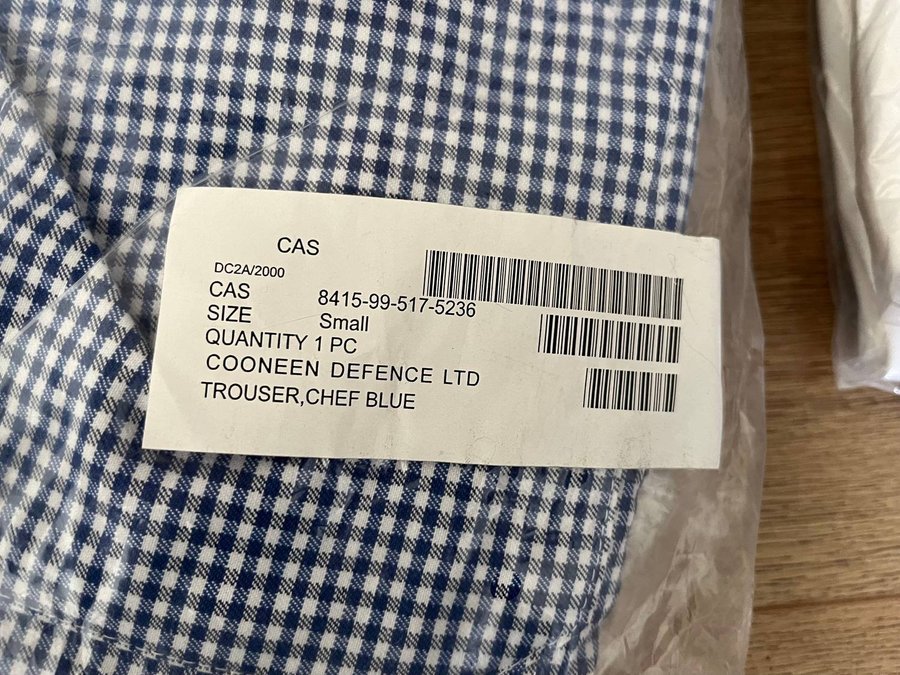 CAS
DC2A/2000
CAS 8415-99-517-5236
SIZE Small
QUANTITY 1 PC
COONEEN DEFENCE LTD
TROUSER,CHEF BLUE